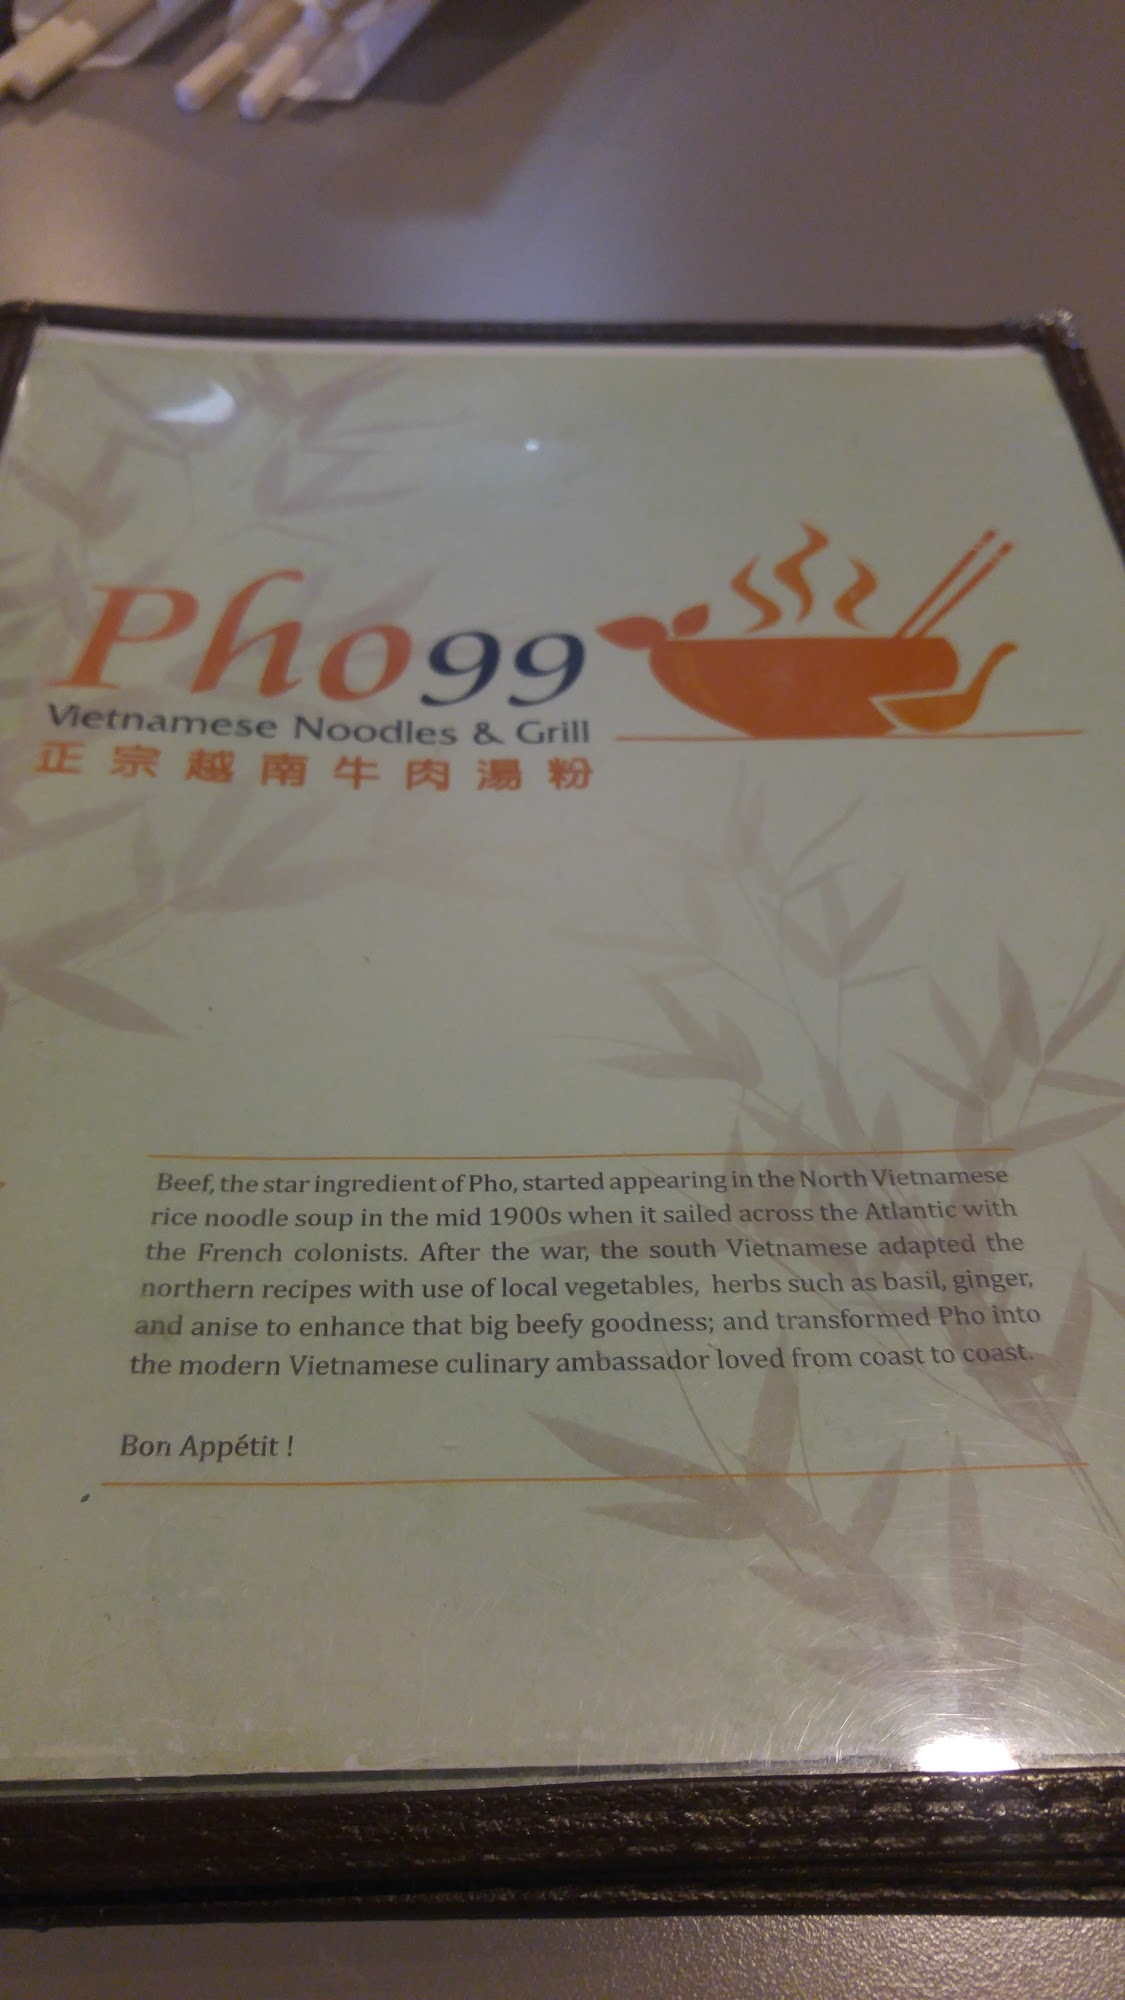 Pho99
Vietnamese Noodles & Grill
正宗越南牛肉湯粉
Beef, the star ingredient of Pho, started appearing in the North Vietnamese
rice noodle soup in the mid 1900s when it sailed across the Atlantic with
the French colonists. After the war, the south Vietnamese adapted the
northern recipes with use of local vegetables, herbs such as basil, ginger,
and anise to enhance that big beefy goodness; and transformed Pho into
the modern Vietnamese culinary ambassador loved from coast to coast.
Bon Appétit !